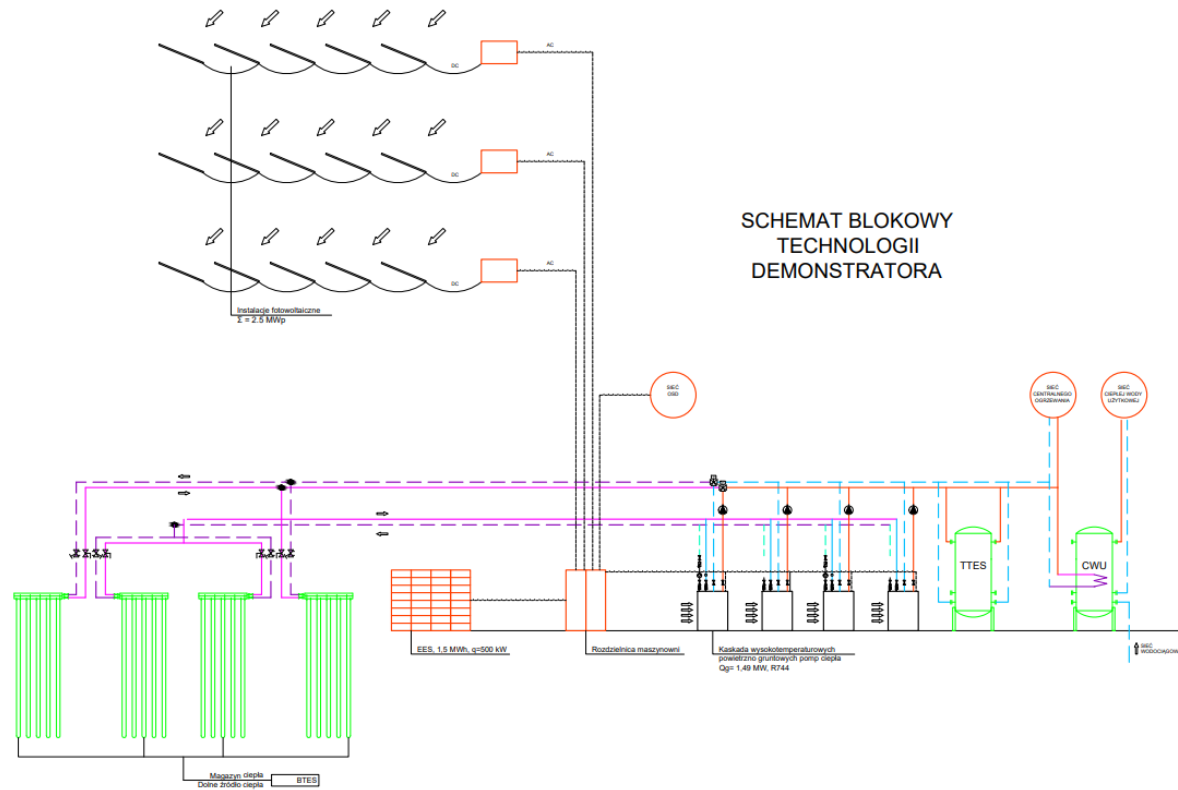 AC
DC
AC
DC
AC
DC
SCHEMAT BLOKOWY
TECHNOLOGII
DEMONSTRATORA
Instalacje fotowoltaiczne
Σ = 2.5 MWp
SIEĆ
OSD
SIEĆ
CENTRALNEGO
OGRZEWANIA
SIEĆ
CIEPŁEJ WODY
UŻYTKOWEJ
TTES
CWU
EES, 1,5 MWh, q=500 kW
Rozdzielnica maszynowni
Kaskada wysokotemperaturowych
powietrzno gruntowych pomp ciepła
Qg= 1,49 MW, R744
SIEĆ
Magazyn ciepła
Dolne źródło ciepła
BTES